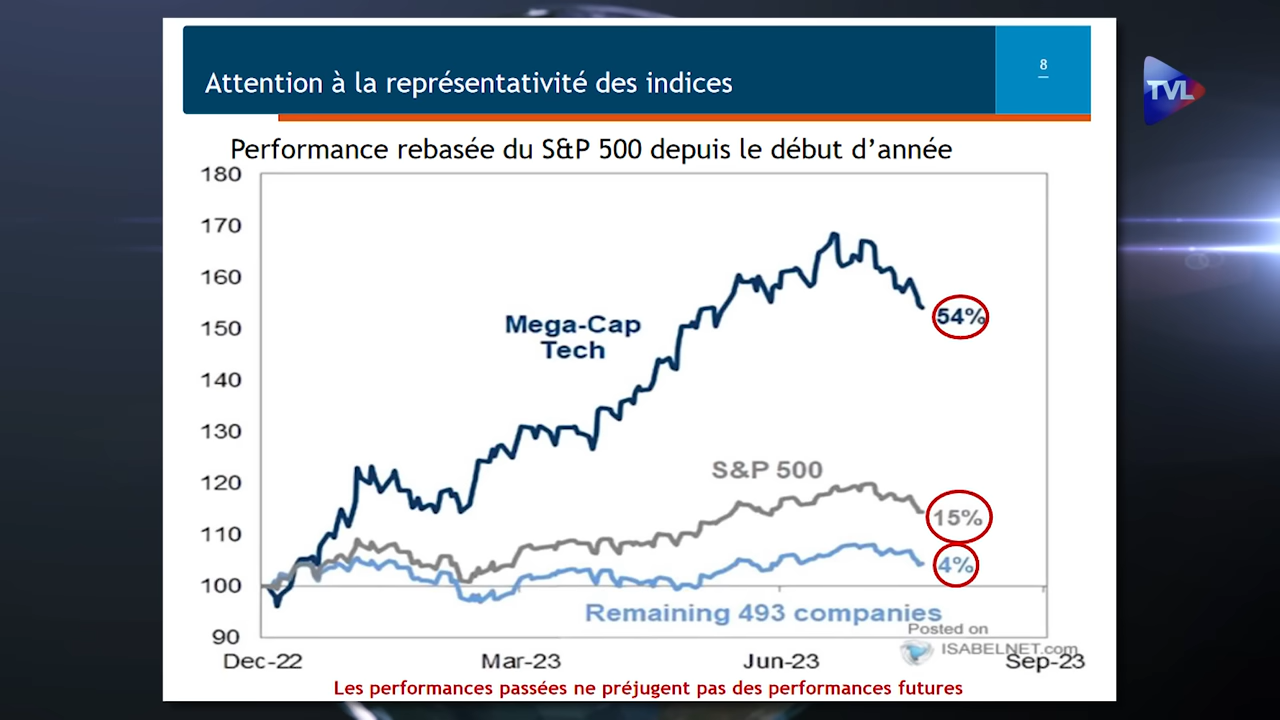 Attention à la représentativité des indices
8
TVL
Performance rebasée du S&P 500 depuis le début d’année
180
170
160
150
140
130
120
110
100
90
Mega-Cap
Tech
54%
S&P 500
15%
4%
Remaining 493 companies
Posted on
ISABELNET.com
Dec-22 Mar-23 Jun-23 Sep-23
Les performances passées ne préjugent pas des performances futures